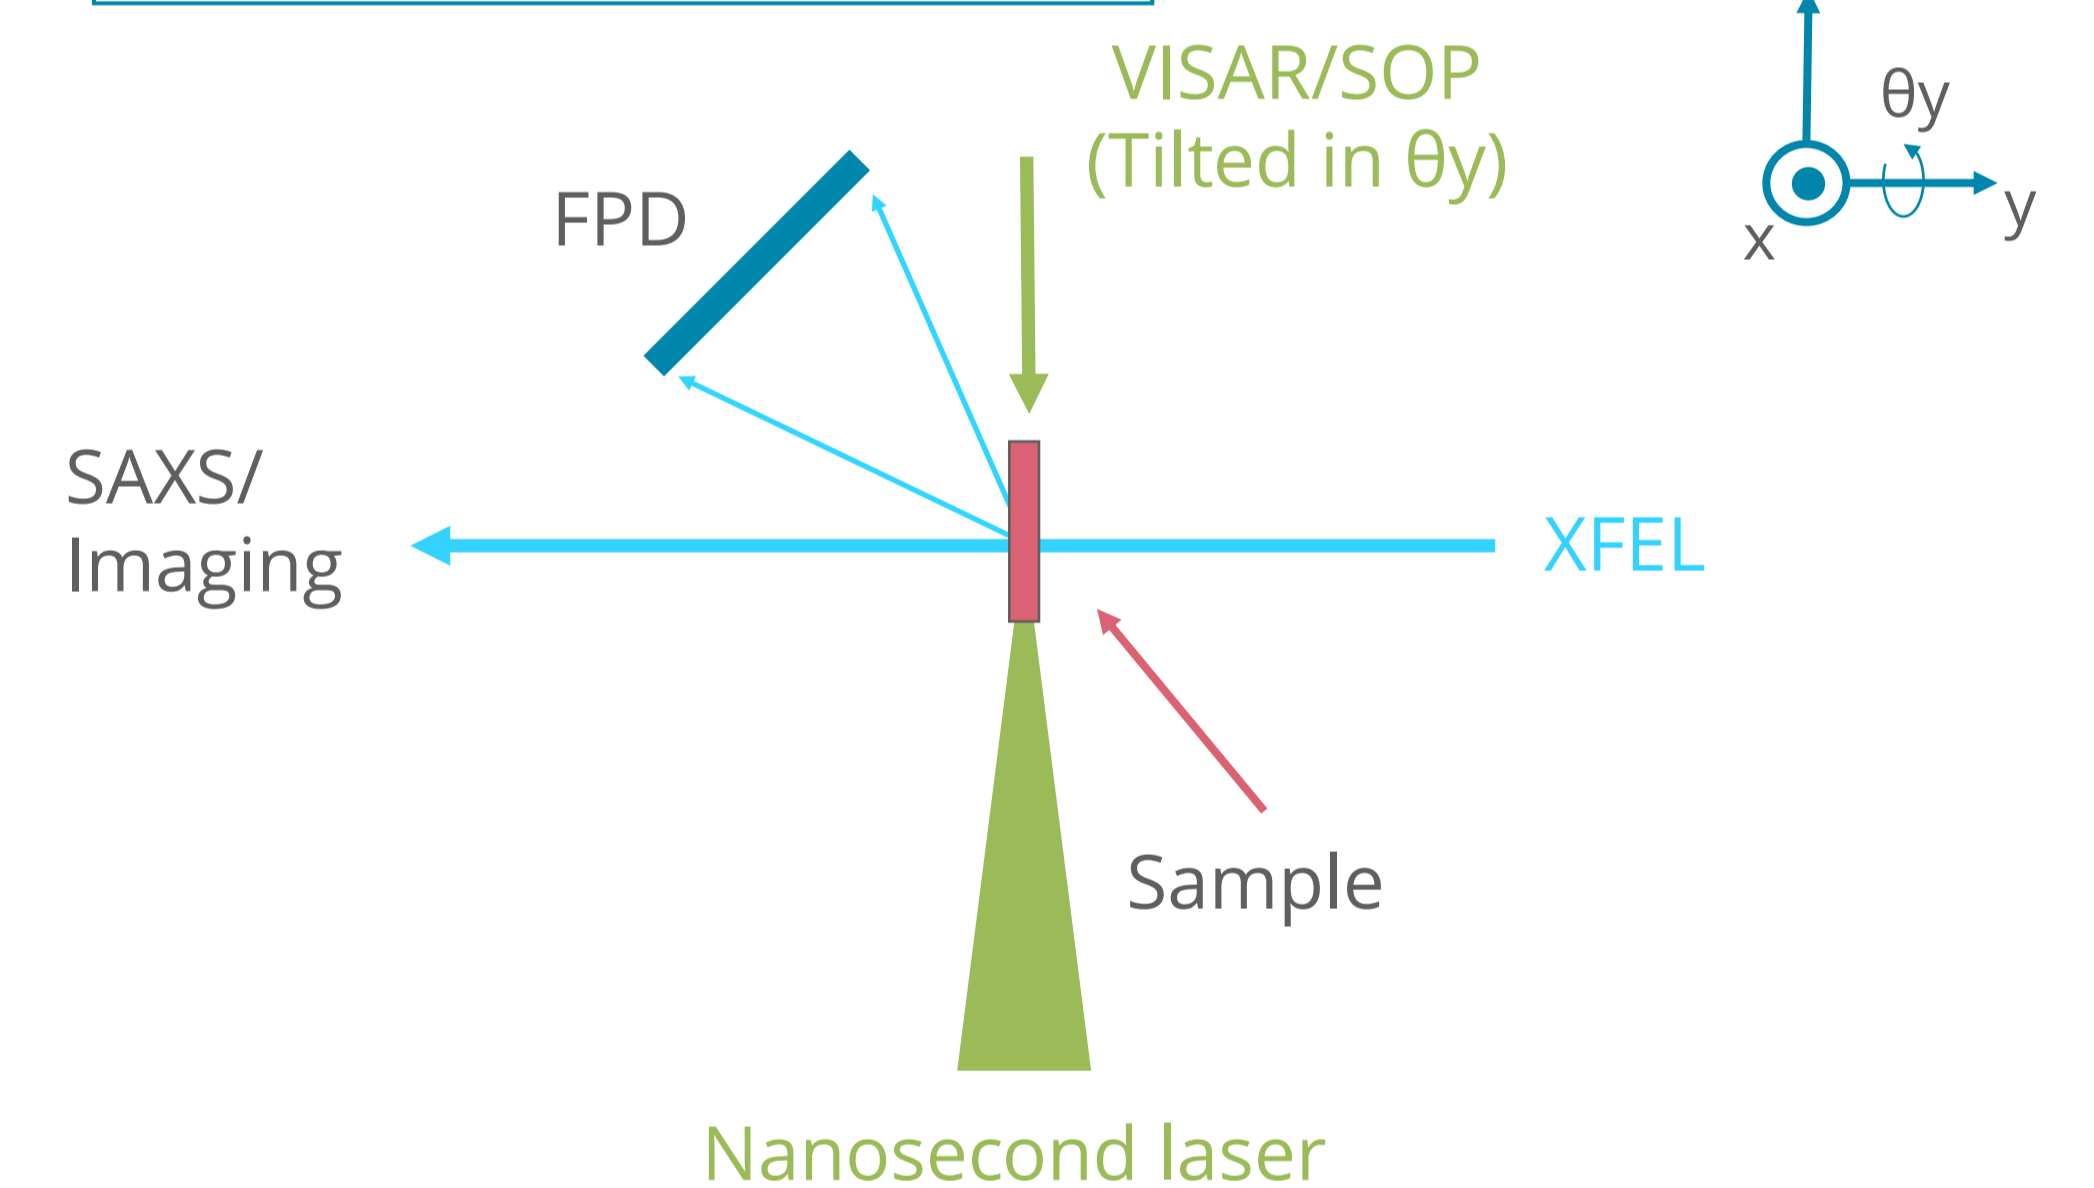 VISAR/SOP
(Tilted in θy)
θy
FPD
y
x
SAXS/
Imaging
XFEL
Sample
Nanosecond laser